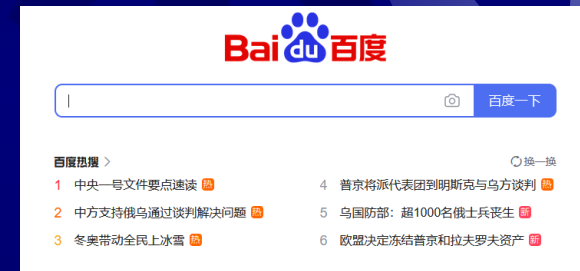 Bai du 百度
百度一下
百度热搜 >
换一换
1 中央一号文件要点速读 热
2 中方支持俄乌通过谈判解决问题 热
3 冬奥带动全民上冰雪 热
4 普京将派代表团到明斯克与乌方谈判 热
5 乌国防部：超1000名俄士兵丧生 新
6 欧盟决定冻结普京和拉夫罗夫资产 新